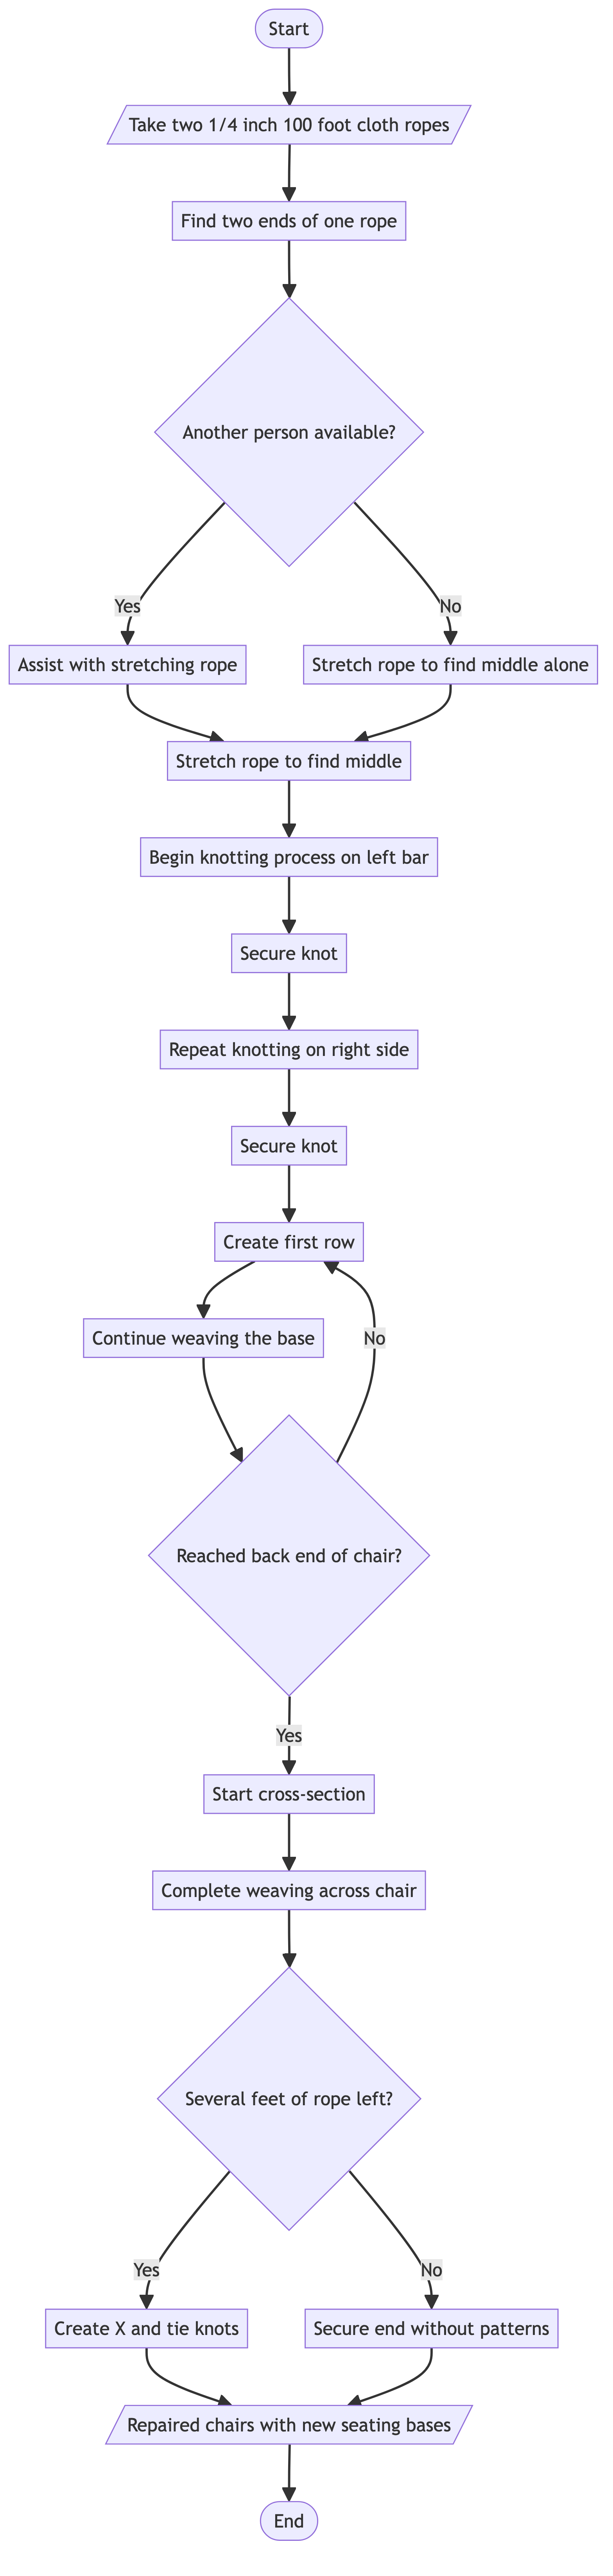 Start
Take two 1/4 inch 100 foot cloth ropes
Find two ends of one rope
Another person available?
Yes
No
Assist with stretching rope
Stretch rope to find middle alone
Stretch rope to find middle
Begin knotting process on left bar
Secure knot
Repeat knotting on right side
Secure knot
Create first row
Continue weaving the base
No
Reached back end of chair?
Yes
Start cross-section
Complete weaving across chair
Several feet of rope left?
Yes
No
Create X and tie knots
Secure end without patterns
Repaired chairs with new seating bases
End